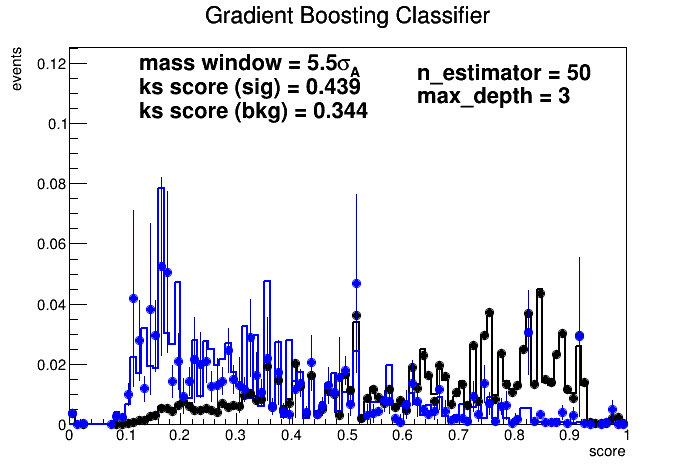 Gradient Boosting Classifier
events
mass window = 5.5σA
ks score (sig) = 0.439
ks score (bkg) = 0.344
n_estimator = 50
max_depth = 3
0.12
0.1
0.08
0.06
0.04
0.02
0
0 0.1 0.2 0.3 0.4 0.5 0.6 0.7 0.8 0.9 1
score